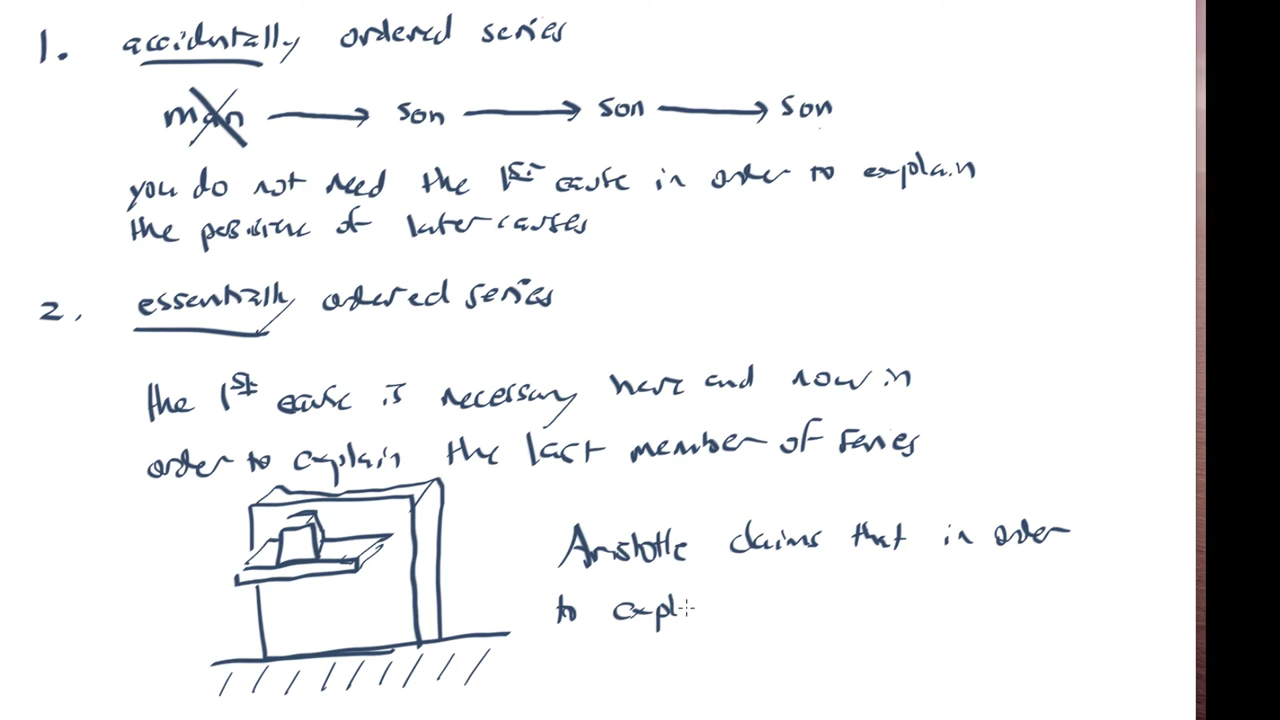 1. accidentally ordered series
man son son son
you do not need the 1st cause in order to explain
the positive of later causes
2. essentially ordered series
the 1st cause is necessary here and now in
order to explain the last member of series
Aristotle claims that in order
to expl